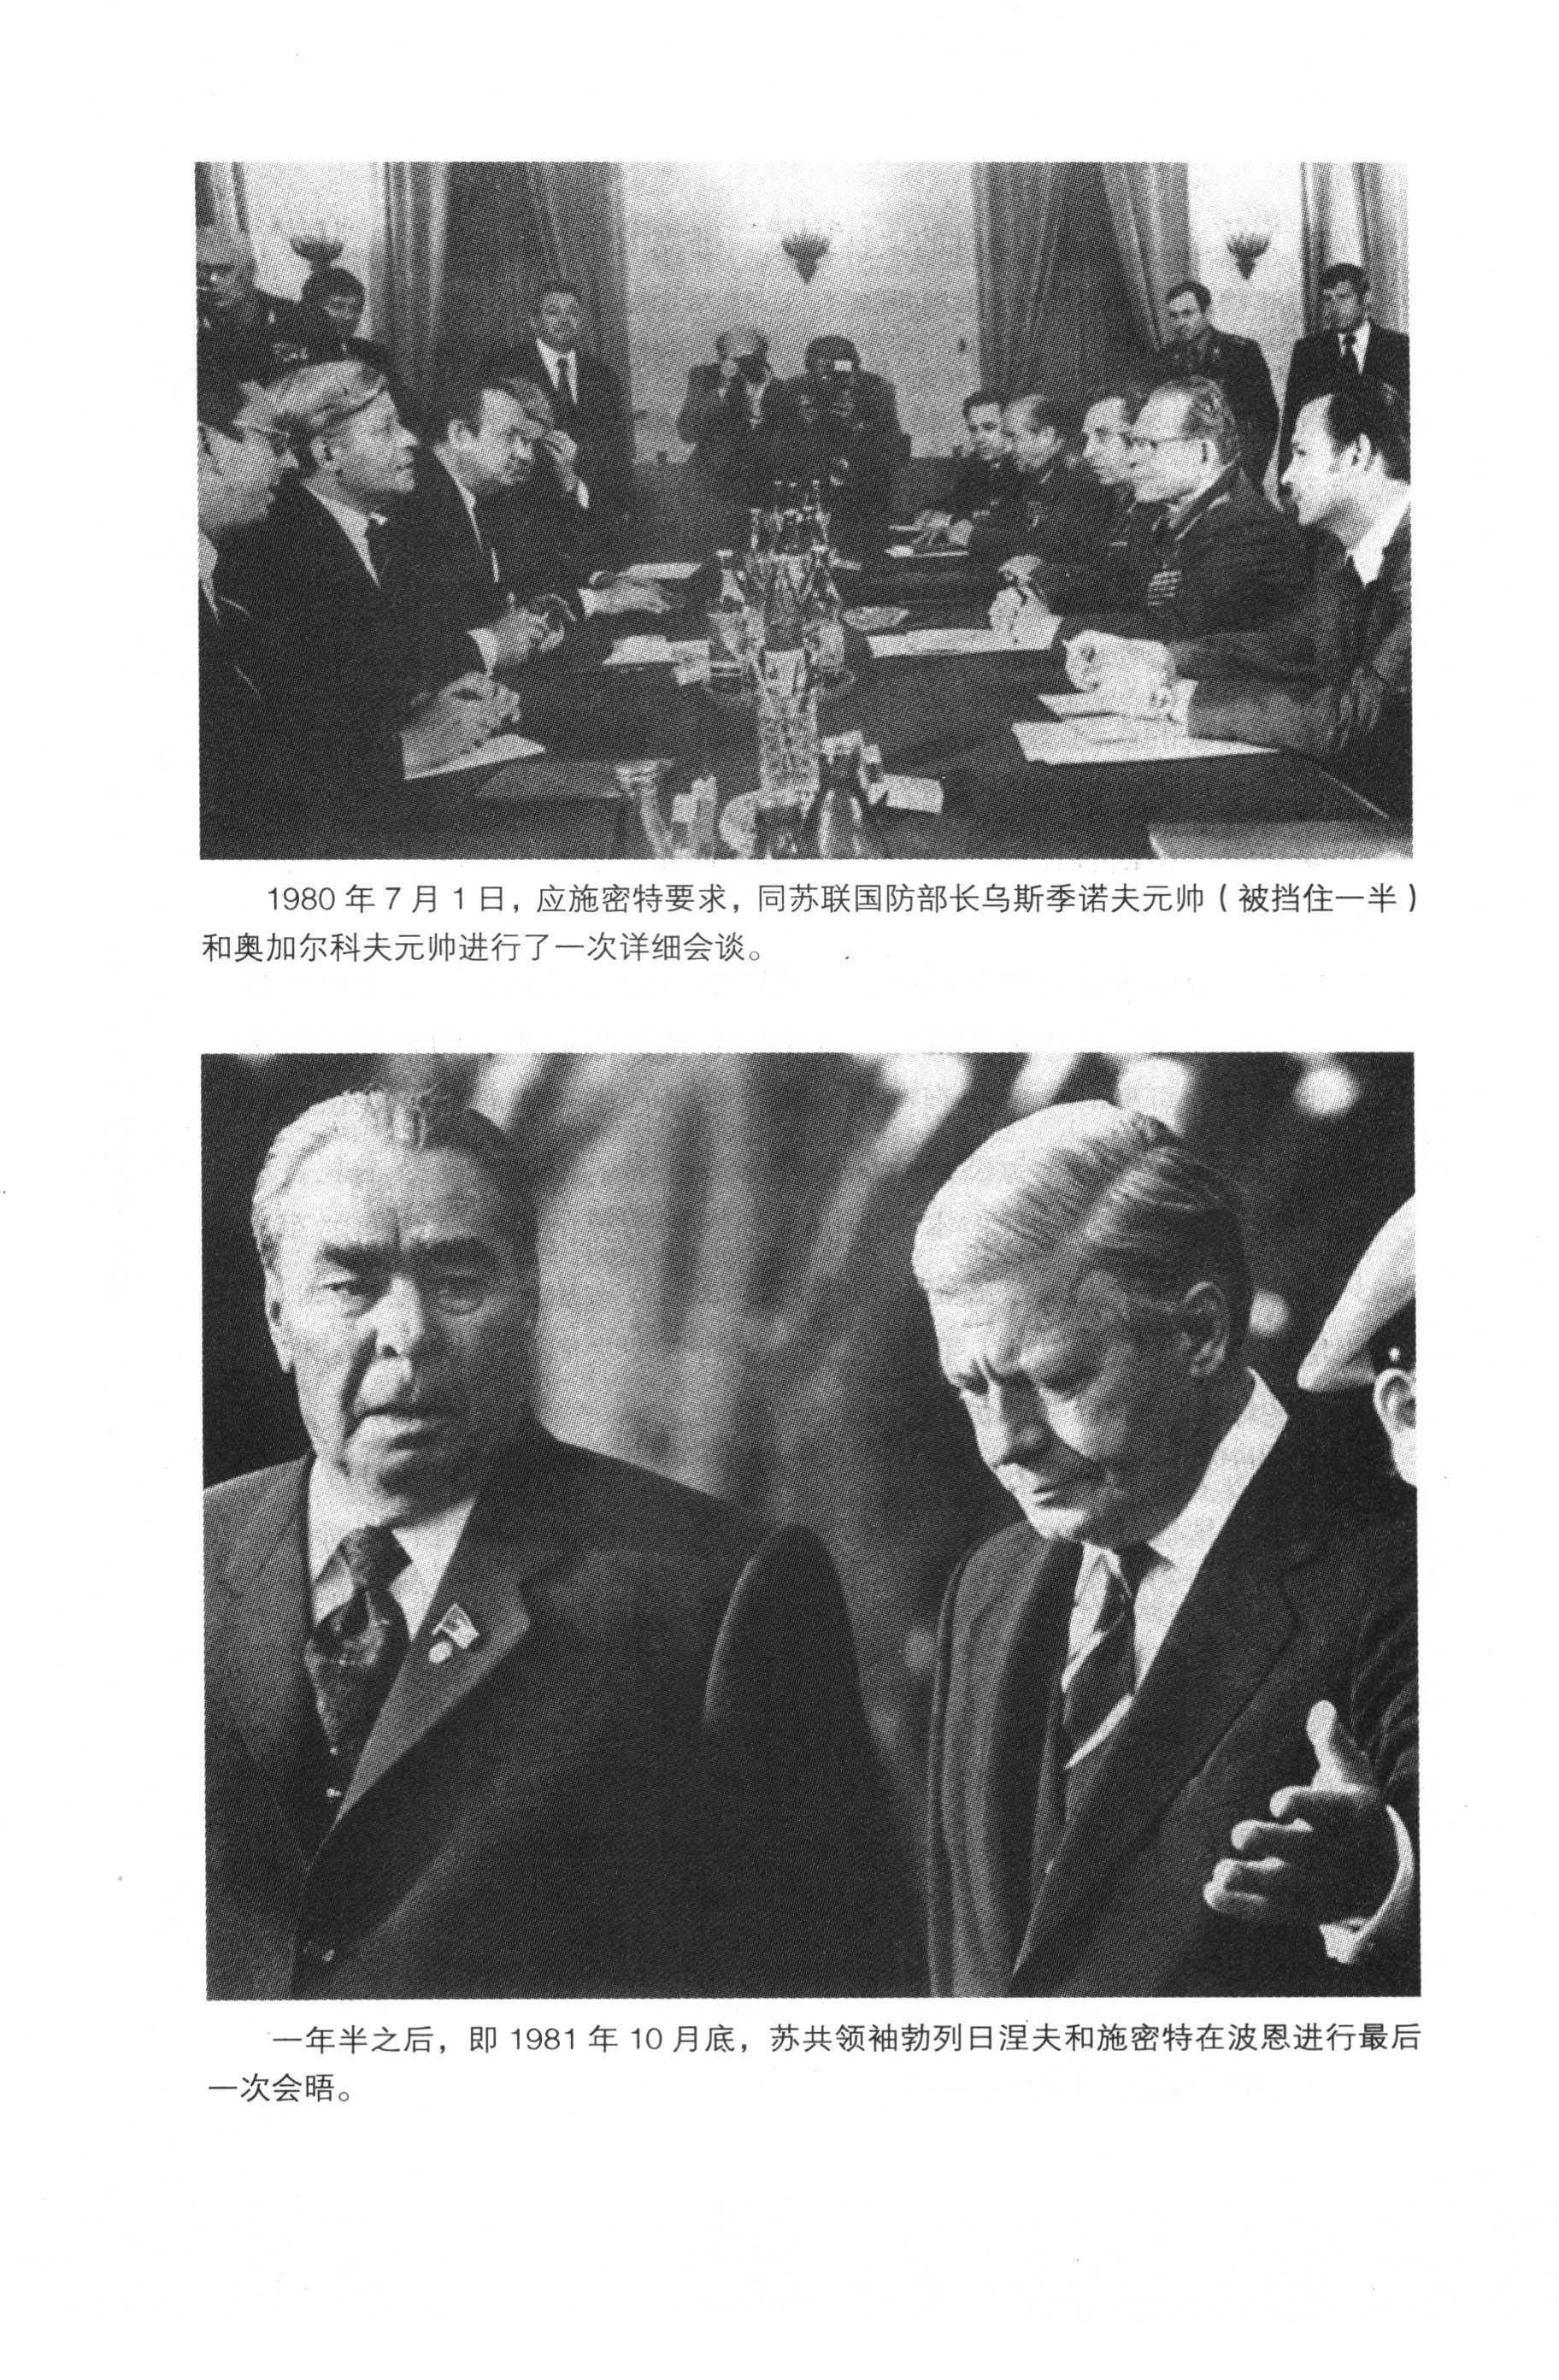 1980 年 7 月 1 日，应施密特要求，同苏联国防部长乌斯季诺夫元帅（被挡住一半）
和奥加尔科夫元帅进行了一次详细会谈。
一年半之后，即 1981 年 10 月底，苏共领袖勃列日涅夫和施密特在波恩进行最后
一次会晤。